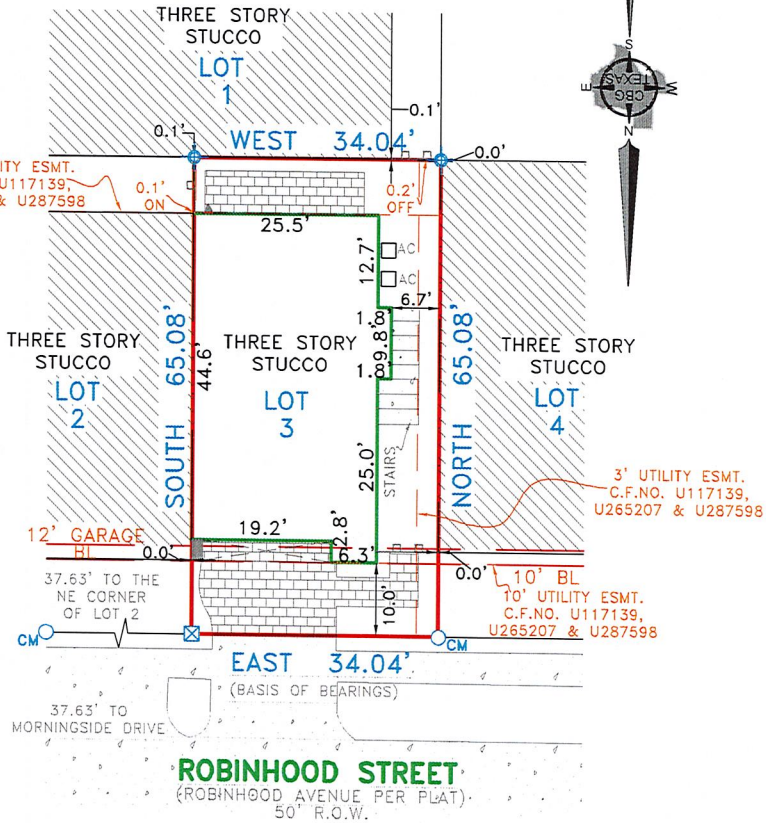 THREE STORY
STUCCO
LOT
1
S
E
W
N
CBG
TEXAS
0.1'
0.1'
WEST 34.04'
0.0'
ITY ESMT.
U117139,
& U287598
0.1'
ON
0.2'
OFF
25.5'
12.7'
AC
AC
6.7'
1.8'
9.8'
1.8'
THREE STORY
STUCCO
LOT
2
SOUTH 65.08'
44.6'
THREE STORY
STUCCO
LOT
3
NORTH 65.08'
THREE STORY
STUCCO
LOT
4
25.0'
STAIRS
3' UTILITY ESMT.
C.F.NO. U117139,
U265207 & U287598
12' GARAGE
BL
0.0'
19.2'
2.8'
6.3'
0.0'
10' BL
10' UTILITY ESMT.
C.F.NO. U117139,
U265207 & U287598
37.63' TO THE
NE CORNER
OF LOT 2
10.0'
CM
CM
EAST 34.04'
(BASIS OF BEARINGS)
37.63' TO
MORNINGSIDE DRIVE
ROBINHOOD STREET
(ROBINHOOD AVENUE PER PLAT)
50' R.O.W.